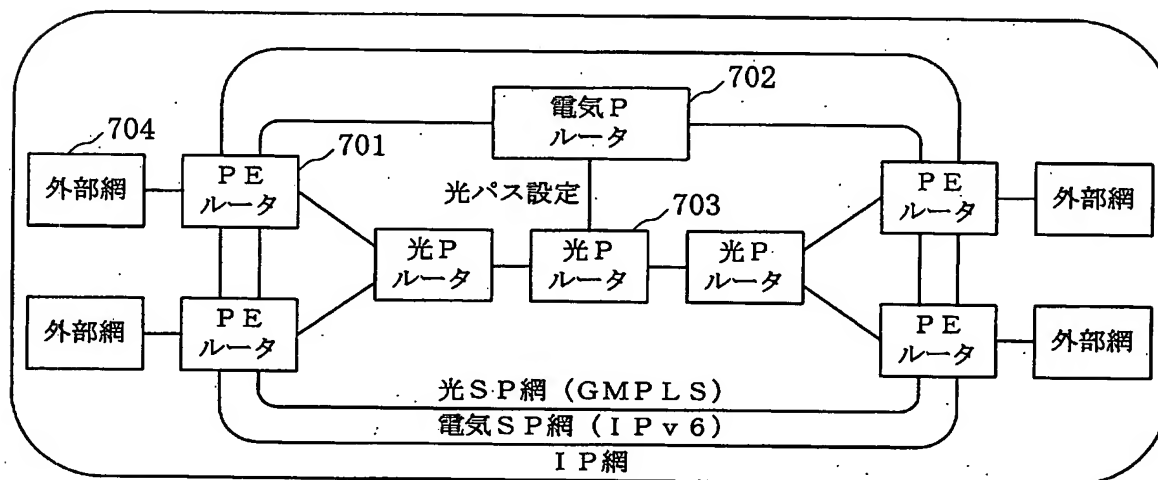 702
電気P
ルータ
704
701
外部網
PE
ルータ
PE
ルータ
外部網
光パス設定
703
光P
ルータ
光P
ルータ
光P
ルータ
外部網
PE
ルータ
PE
ルータ
外部網
光SP網(GMPLS)
電気SP網(IPv6)
IP網